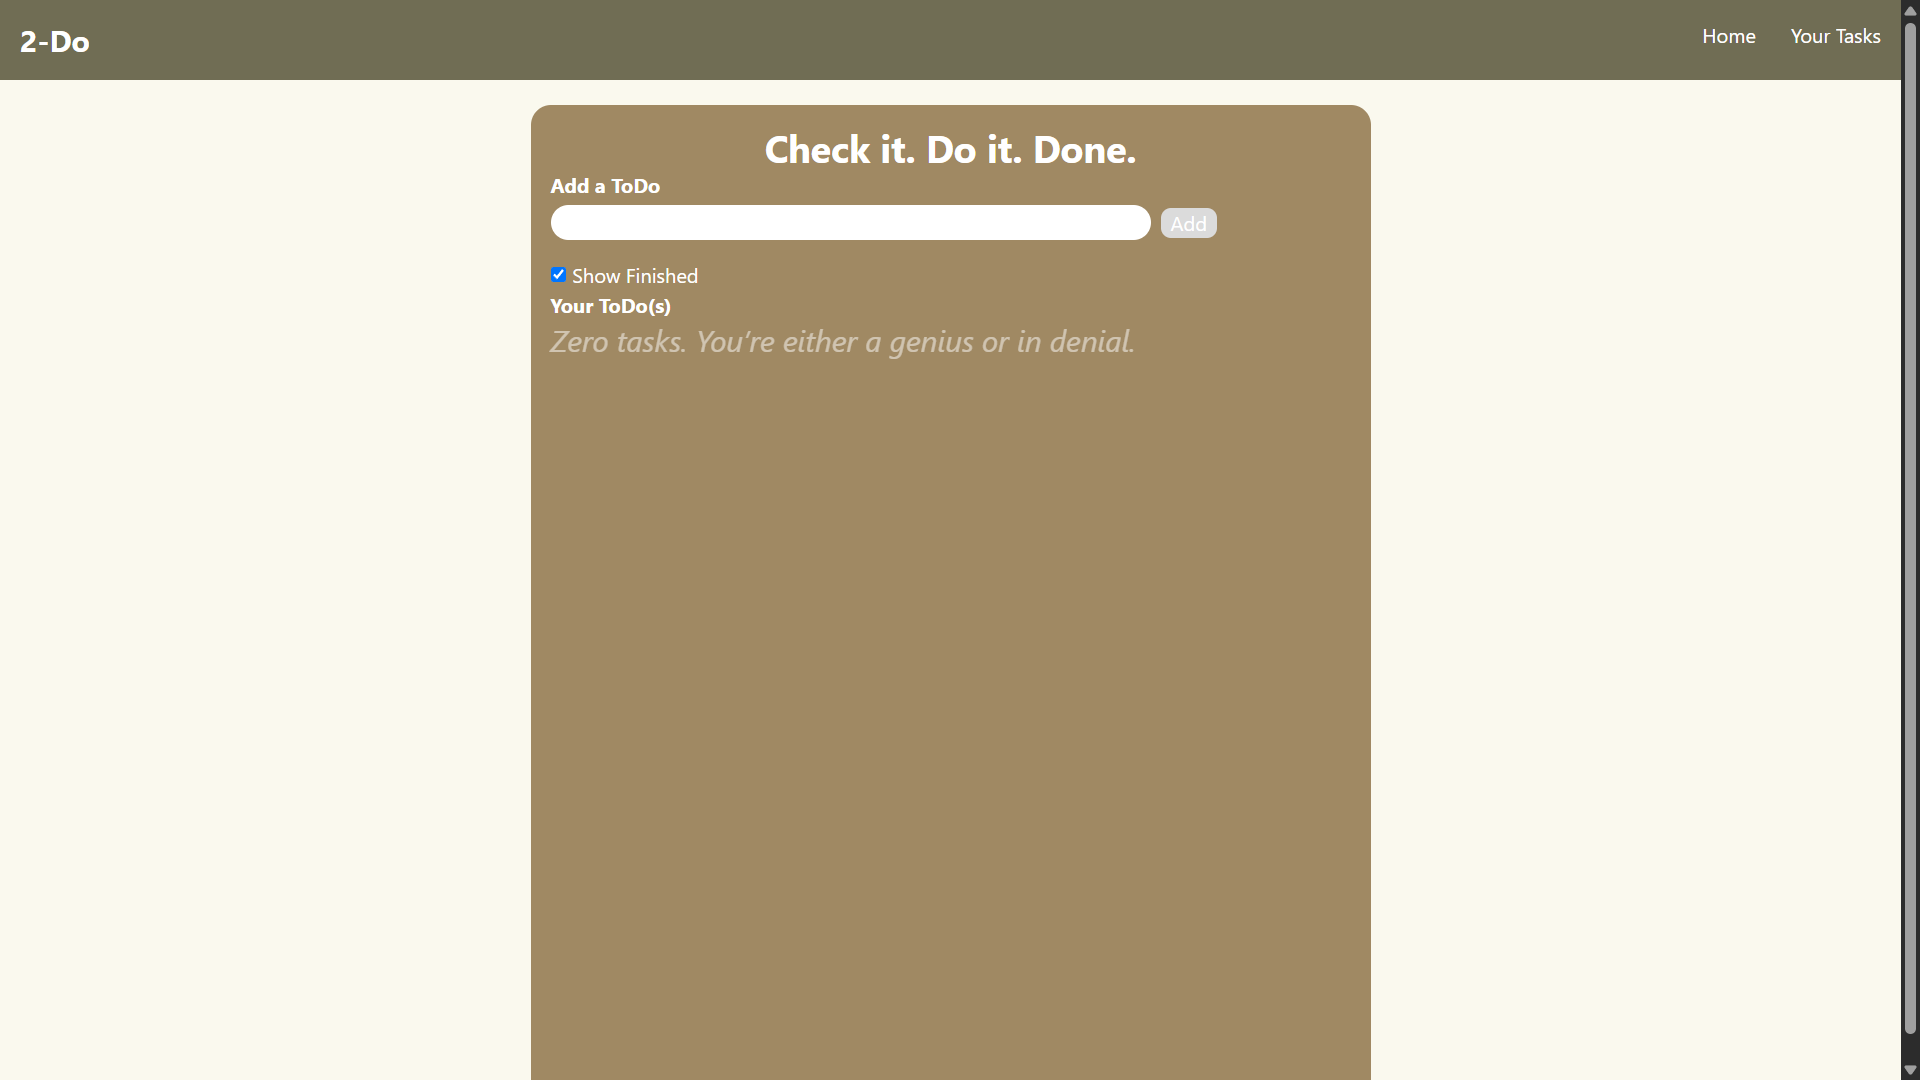 2-Do
Home
Your Tasks
Check it. Do it. Done.
Add a ToDo
Add
Show Finished
Your ToDo(s)
Zero tasks. You're either a genius or in denial.